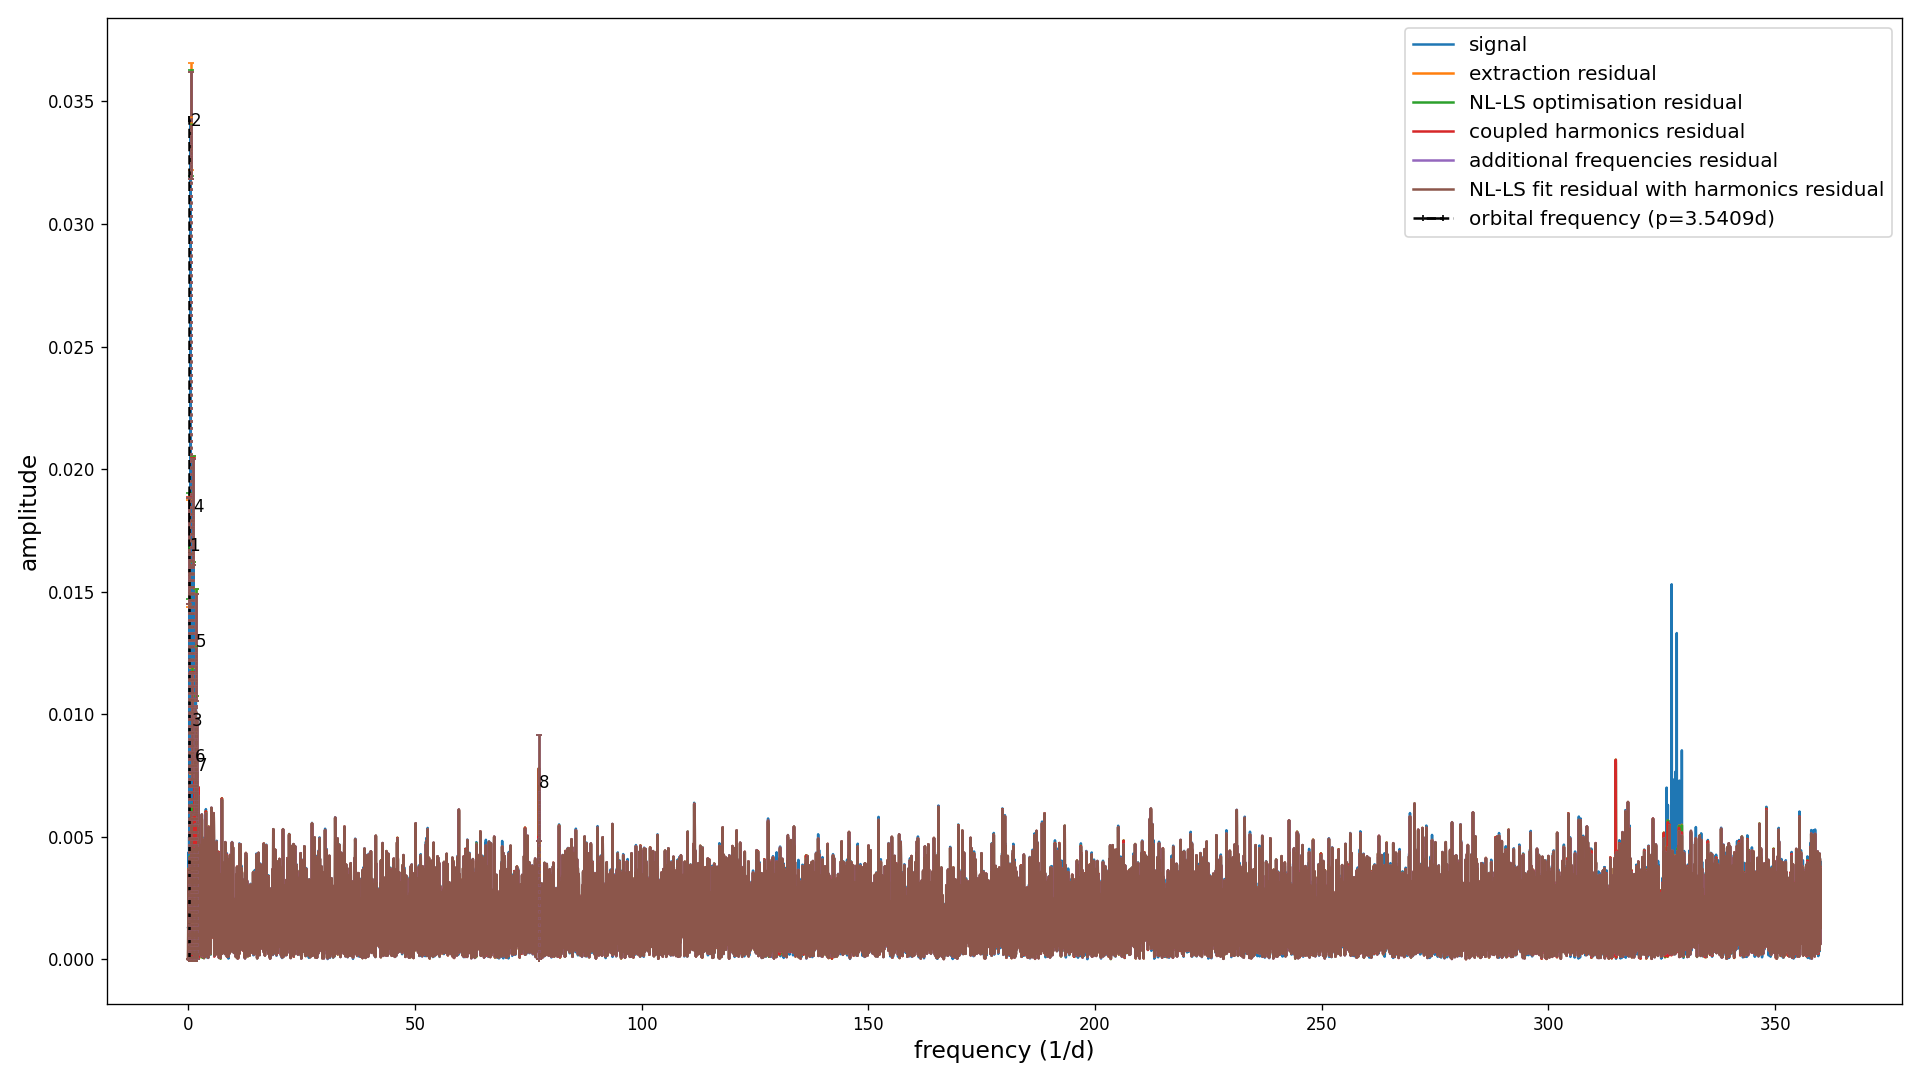 signal
extraction residual
NL-LS optimisation residual
coupled harmonics residual
additional frequencies residual
NL-LS fit residual with harmonics residual
orbital frequency (p=3.5409d)
amplitude
0.035
0.030
0.025
0.020
0.015
0.010
0.005
0.000
2
4
1
5
3
6
7
8
0
50
100
150
200
250
300
350
frequency (1/d)